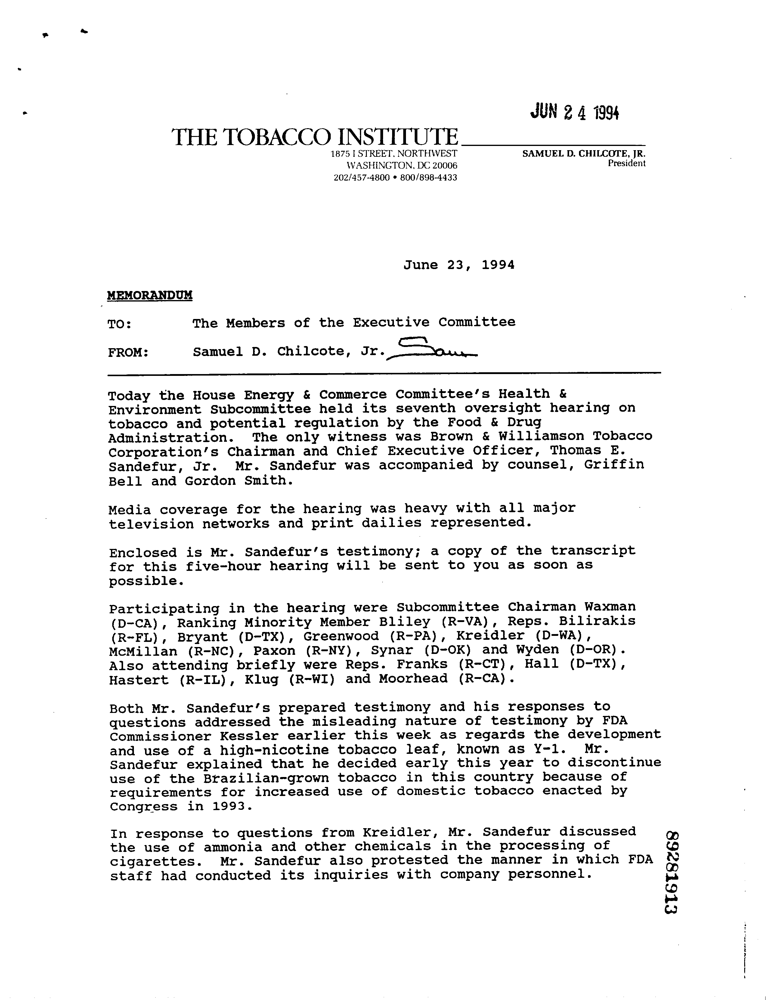 JUN 24 1994
THE TOBACCO INSTITUTE
1875 I STREET, NORTHWEST
WASHINGTON, DC 20006
202/457-4800 • 800/898-4433
SAMUEL D. CHILCOTE, JR.
President
June 23, 1994
MEMORANDUM
TO: The Members of the Executive Committee
FROM: Samuel D. Chilcote, Jr. Sam
Today the House Energy & Commerce Committee's Health &
Environment Subcommittee held its seventh oversight hearing on
tobacco and potential regulation by the Food & Drug
Administration. The only witness was Brown & Williamson Tobacco
Corporation's Chairman and Chief Executive Officer, Thomas E.
Sandefur, Jr. Mr. Sandefur was accompanied by counsel, Griffin
Bell and Gordon Smith.
Media coverage for the hearing was heavy with all major
television networks and print dailies represented.
Enclosed is Mr. Sandefur's testimony; a copy of the transcript
for this five-hour hearing will be sent to you as soon as
possible.
Participating in the hearing were Subcommittee Chairman Waxman
(D-CA), Ranking Minority Member Bliley (R-VA), Reps. Bilirakis
(R-FL), Bryant (D-TX), Greenwood (R-PA), Kreidler (D-WA),
McMillan (R-NC), Paxon (R-NY), Synar (D-OK) and Wyden (D-OR).
Also attending briefly were Reps. Franks (R-CT), Hall (D-TX),
Hastert (R-IL), Klug (R-WI) and Moorhead (R-CA).
Both Mr. Sandefur's prepared testimony and his responses to
questions addressed the misleading nature of testimony by FDA
Commissioner Kessler earlier this week as regards the development
and use of a high-nicotine tobacco leaf, known as Y-1. Mr.
Sandefur explained that he decided early this year to discontinue
use of the Brazilian-grown tobacco in this country because of
requirements for increased use of domestic tobacco enacted by
Congress in 1993.
In response to questions from Kreidler, Mr. Sandefur discussed
the use of ammonia and other chemicals in the processing of
cigarettes. Mr. Sandefur also protested the manner in which FDA
staff had conducted its inquiries with company personnel.
89281913